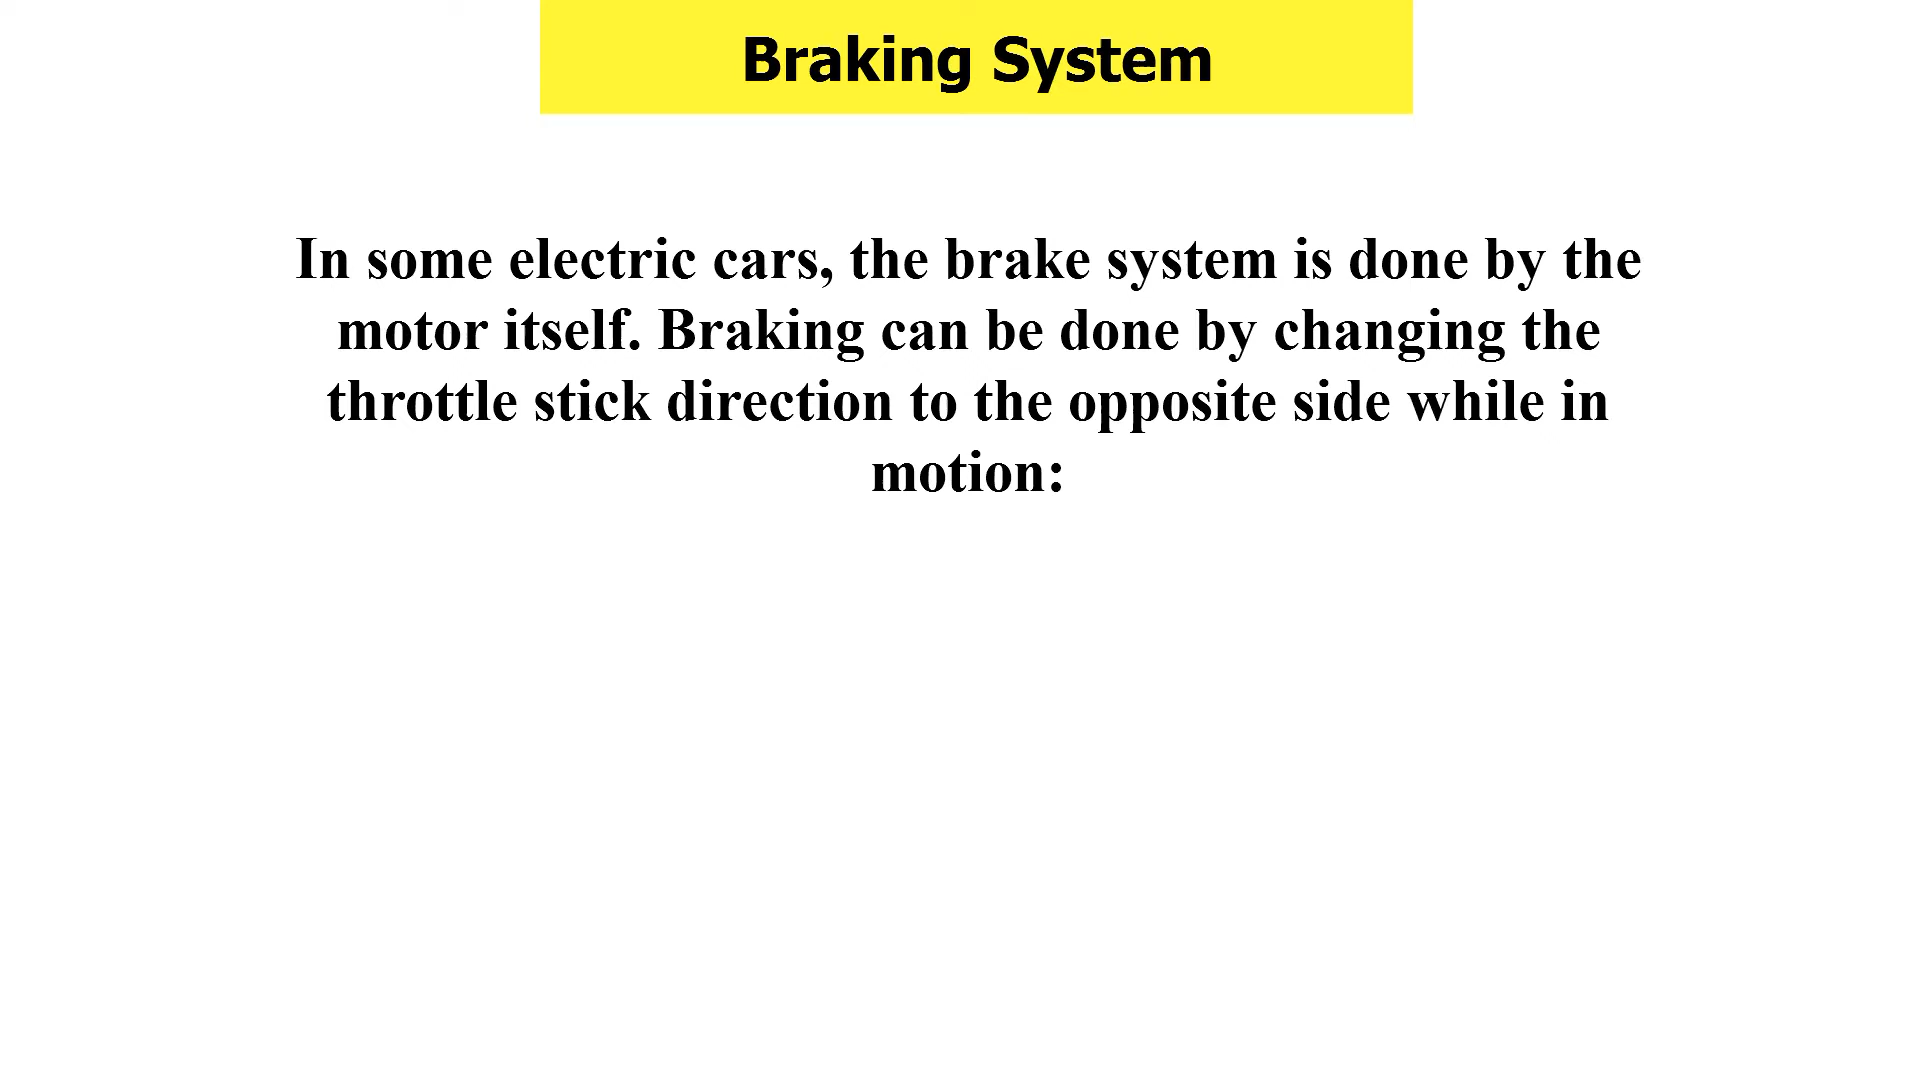 Braking System
In some electric cars, the brake system is done by the
motor itself. Braking can be done by changing the
throttle stick direction to the opposite side while in
motion: